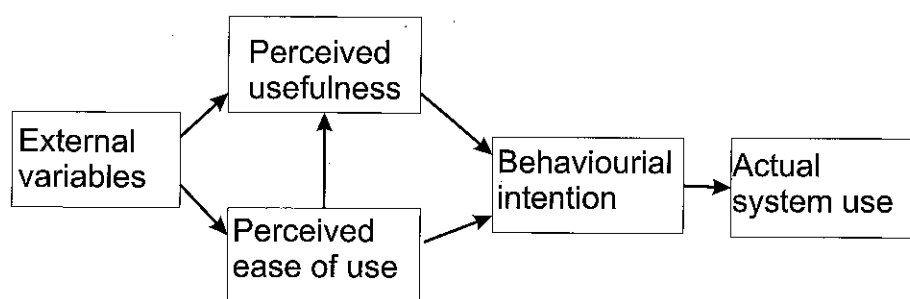 Perceived
usefulness
External
variables
Behaviourial
intention
Actual
system use
Perceived
ease of use